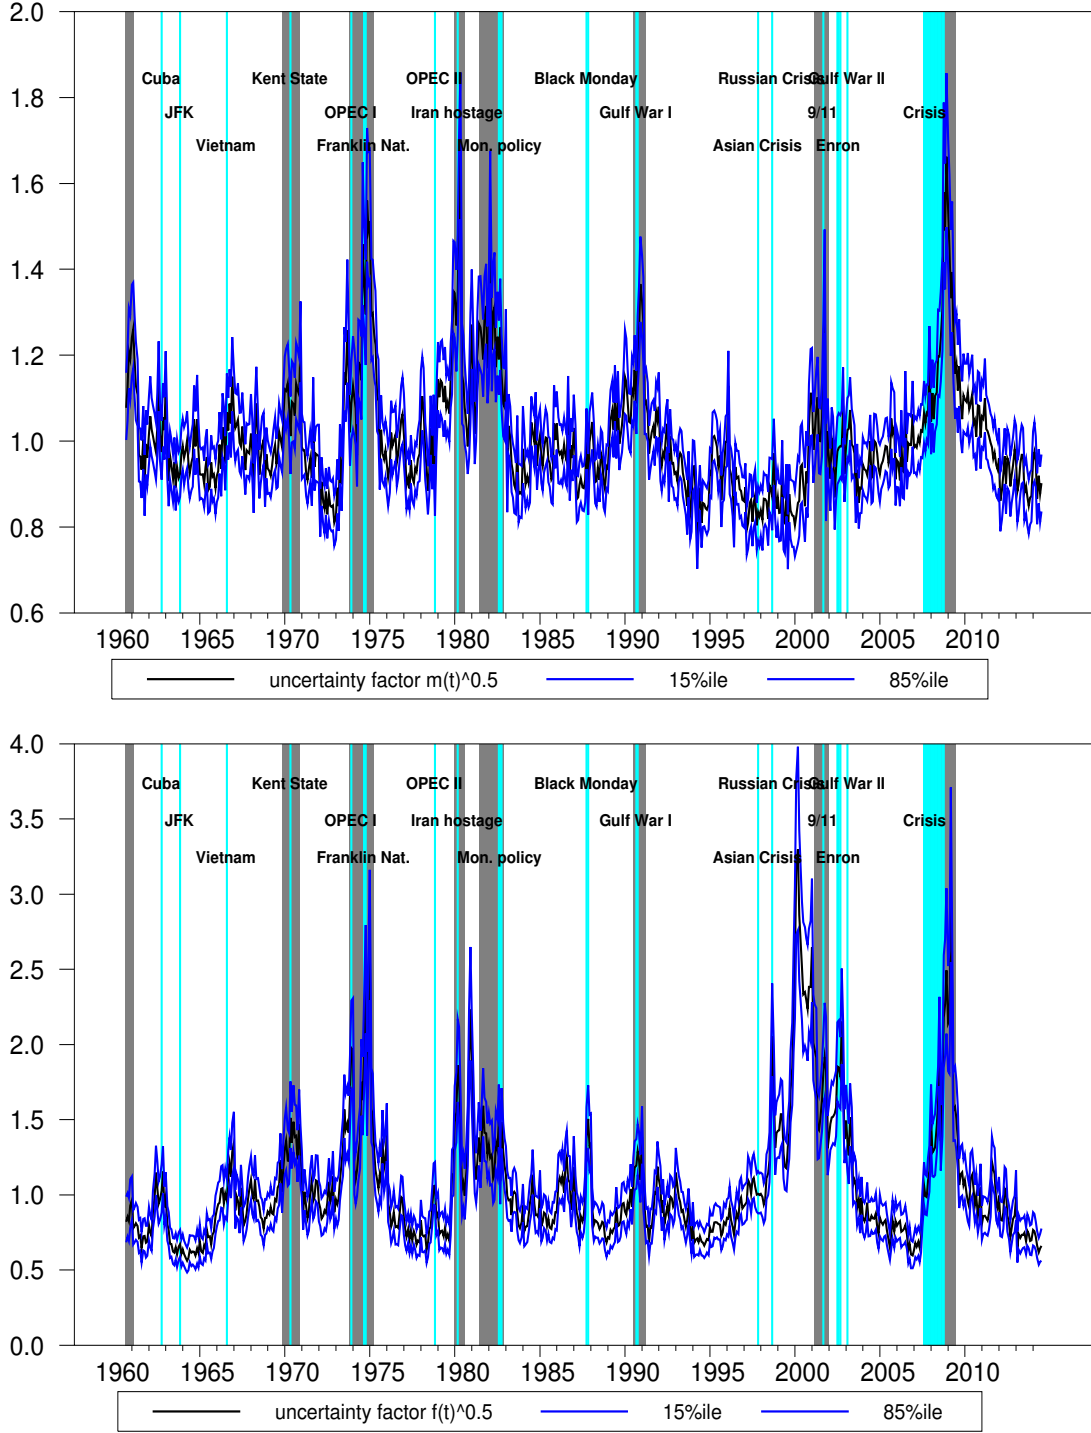 2.0
Cuba Kent State OPEC II Black Monday Russian Crisis Gulf War II
1.8
JFK OPEC I Iran hostage Gulf War I 9/11 Crisis
Vietnam Franklin Nat. Mon. policy Asian Crisis Enron
1.6
1.4
1.2
1.0
0.8
0.6
1960 1965 1970 1975 1980 1985 1990 1995 2000 2005 2010
uncertainty factor m(t)^0.5 15%ile 85%ile
4.0
Cuba Kent State OPEC II Black Monday Russian Crisis Gulf War II
3.5
JFK OPEC I Iran hostage Gulf War I 9/11 Crisis
Vietnam Franklin Nat. Mon. policy Asian Crisis Enron
3.0
2.5
2.0
1.5
1.0
0.5
0.0
1960 1965 1970 1975 1980 1985 1990 1995 2000 2005 2010
uncertainty factor f(t)^0.5 15%ile 85%ile